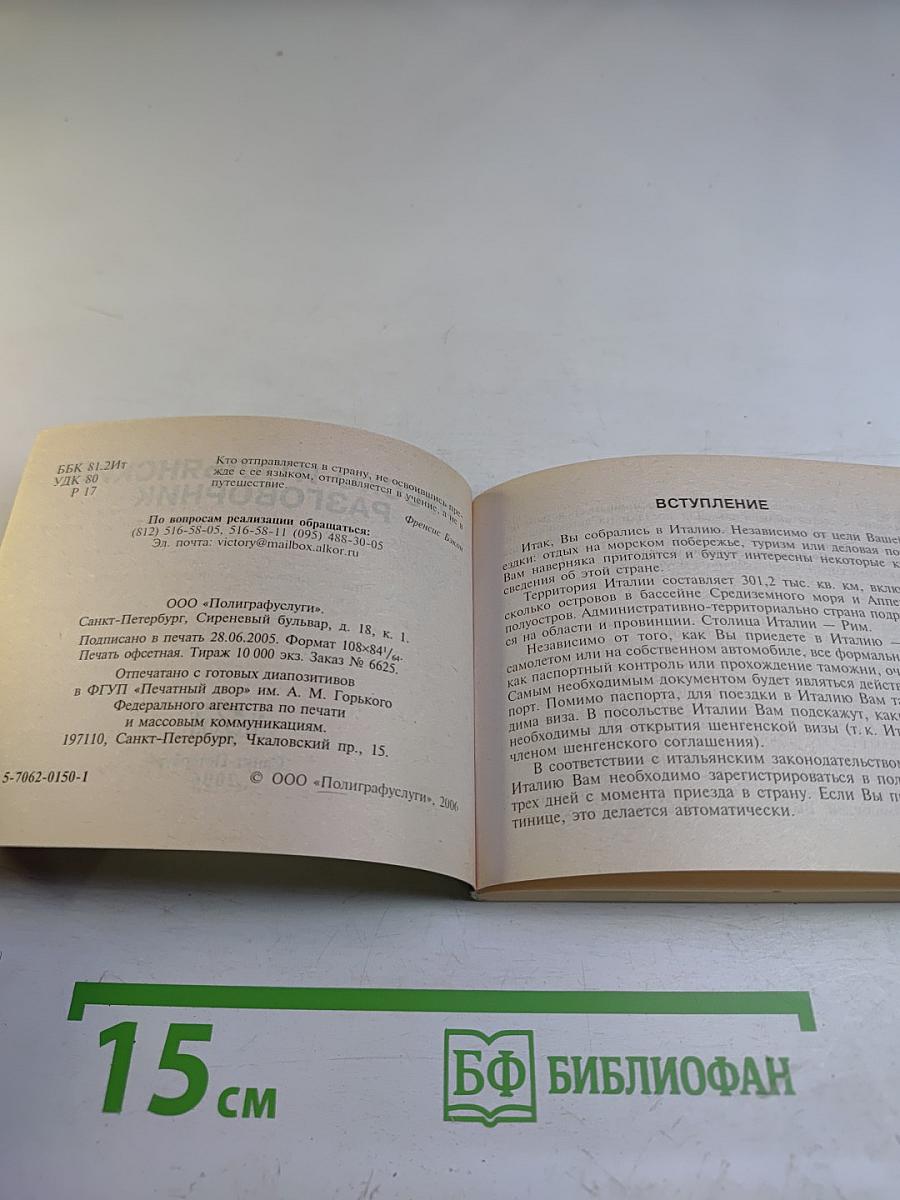 ББК 81.2Ит
УДК 80
Р 17
Кто отправляется в страну, не освоившись пре-
жде с ее языком, отправляется в учение, а не в
путешествие.
Френсис Бэкон
По вопросам реализации обращаться:
(812) 516-58-05, 516-58-11 (095) 488-30-05
Эл. почта: victory@mailbox.alkor.ru
ООО «Полиграфуслуги».
Санкт-Петербург, Сиреневый бульвар, д. 18, к. 1.
Подписано в печать 28.06.2005. Формат 108×84¹/₆₄.
Печать офсетная. Тираж 10 000 экз. Заказ № 6625.
Отпечатано с готовых диапозитивов
в ФГУП «Печатный двор» им. А. М. Горького
Федерального агентства по печати
и массовым коммуникациям.
197110, Санкт-Петербург, Чкаловский пр., 15.
5-7062-0150-1
© ООО «Полиграфуслуги», 2006
ВСТУПЛЕНИЕ
Итак, Вы собрались в Италию. Независимо от цели Вашей
ездки: отдых на морском побережье, туризм или деловая по
Вам наверняка пригодятся и будут интересны некоторые к
сведения об этой стране.
Территория Италии составляет 301,2 тыс. кв. км, вклю
сколько островов в бассейне Средиземного моря и Аппе
полуостров. Административно-территориально страна подр
ся на области и провинции. Столица Италии — Рим.
Независимо от того, как Вы приедете в Италию —
самолетом или на собственном автомобиле, все формальн
как паспортный контроль или прохождение таможни, оч
Самым необходимым документом будет являться действ
порт. Помимо паспорта, для поездки в Италию Вам та
дима виза. В посольстве Италии Вам подскажут, как
необходимы для открытия шенгенской визы (т. к. Ит
членом шенгенского соглашения).
В соответствии с итальянским законодательством
Италию Вам необходимо зарегистрироваться в пол
трех дней с момента приезда в страну. Если Вы п
тинице, это делается автоматически.
15 см
БФ БИБЛИОФАН